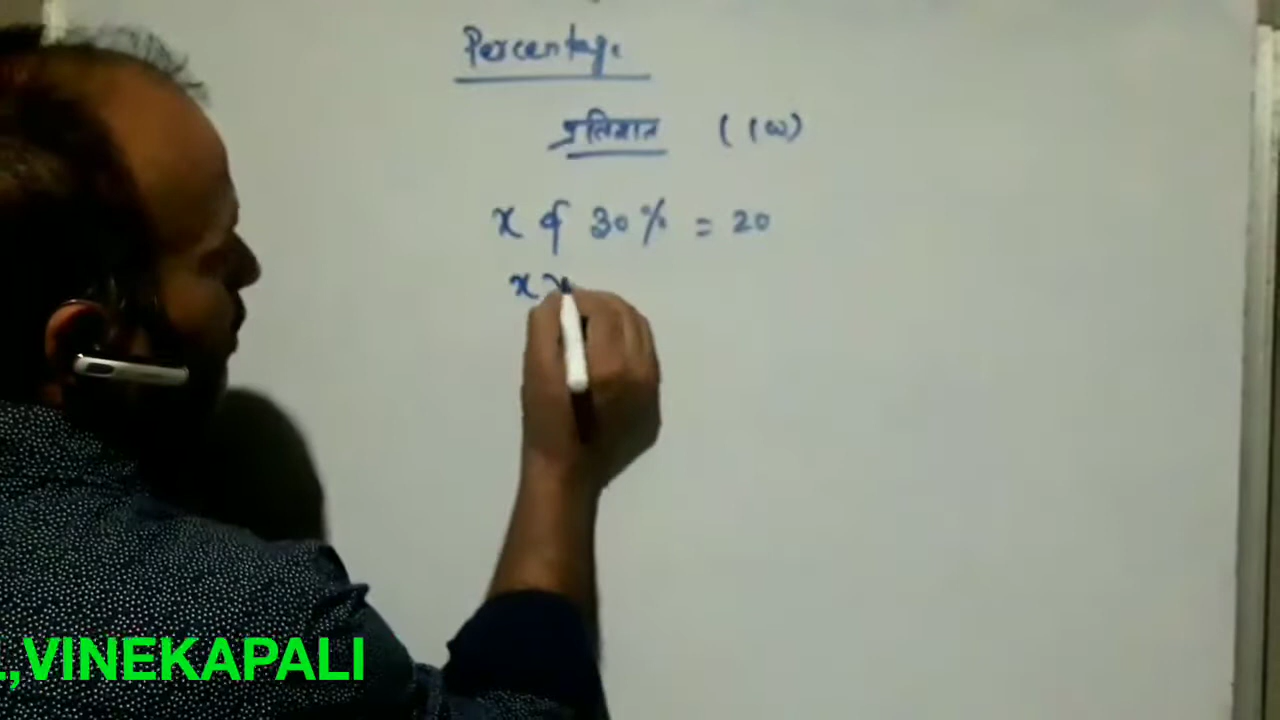 Percentage
प्रतिशत (100)
x of 30% = 20
x ×
,VINEKAPALI